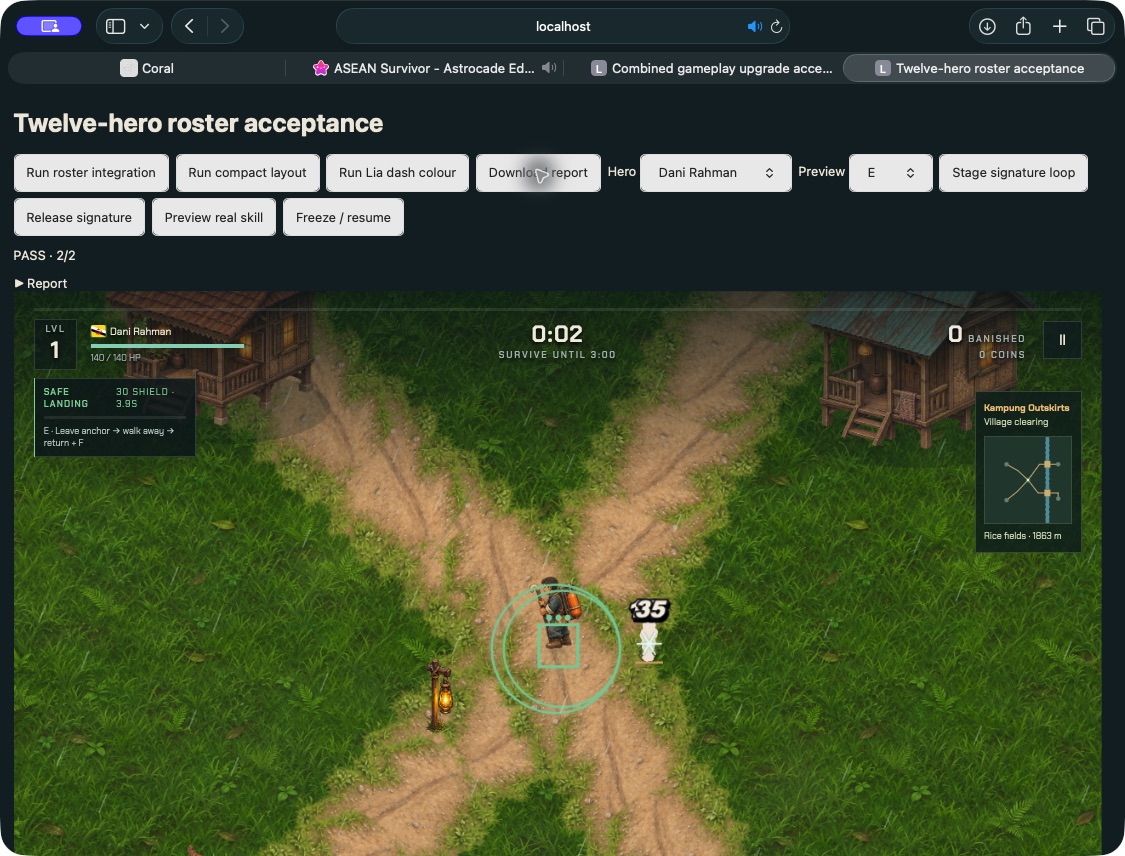 localhost
Coral
ASEAN Survivor - Astrocade Ed...
L Combined gameplay upgrade acce...
L Twelve-hero roster acceptance
Twelve-hero roster acceptance
Run roster integration
Run compact layout
Run Lia dash colour
Download report
Hero
Dani Rahman
Preview
E
Stage signature loop
Release signature
Preview real skill
Freeze / resume
PASS · 2/2
Report
LVL
1
Dani Rahman
140 / 140 HP
0:02
SURVIVE UNTIL 3:00
0 BANISHED
0 COINS
SAFE LANDING
30 SHIELD · 3.9S
E · Leave anchor → walk away →
return + F
Kampung Outskirts
Village clearing
Rice fields · 1863 m
35